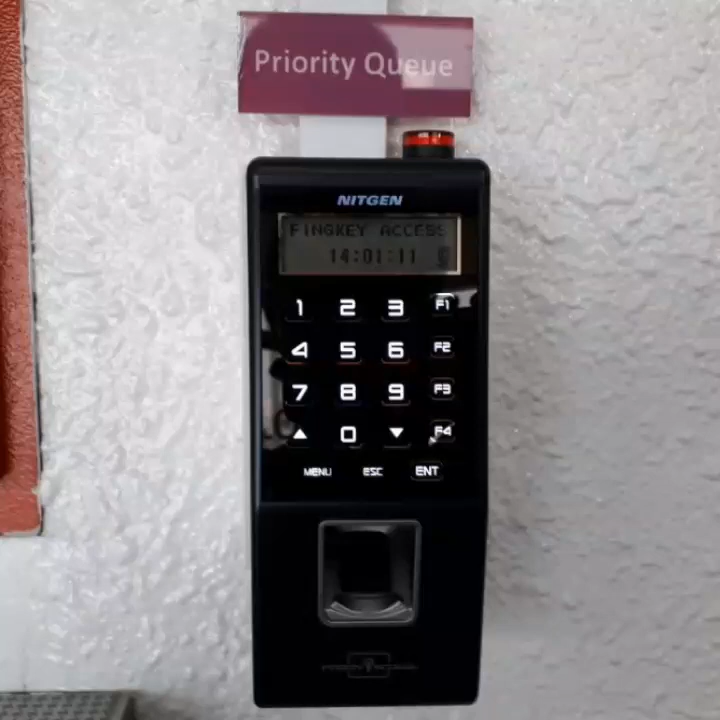 Priority Queue
NITGEN
FINGKEY ACCESS
14:01:11
1 2 3 F1
4 5 6 F2
7 8 9 F3
▲ 0 ▼ F4
MENU ESC ENT